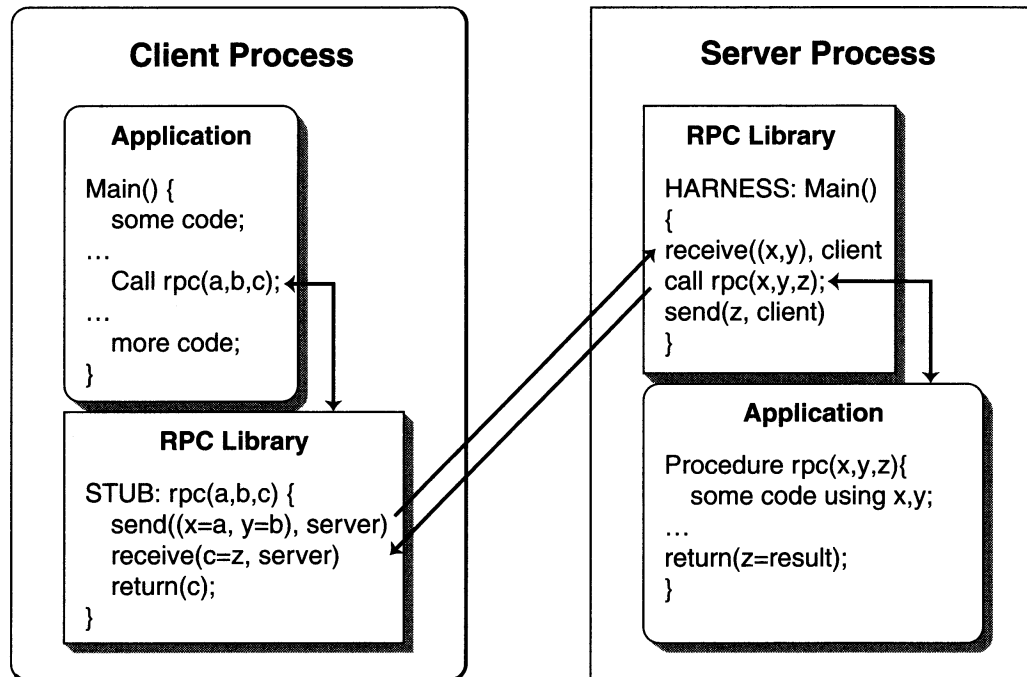 Client Process
Application
Main() {
some code;
...
Call rpc(a,b,c);
...
more code;
}
RPC Library
STUB: rpc(a,b,c) {
send((x=a, y=b), server)
receive(c=z, server)
return(c);
}
Server Process
RPC Library
HARNESS: Main()
{
receive((x,y), client
call rpc(x,y,z);
send(z, client)
}
Application
Procedure rpc(x,y,z){
some code using x,y;
...
return(z=result);
}